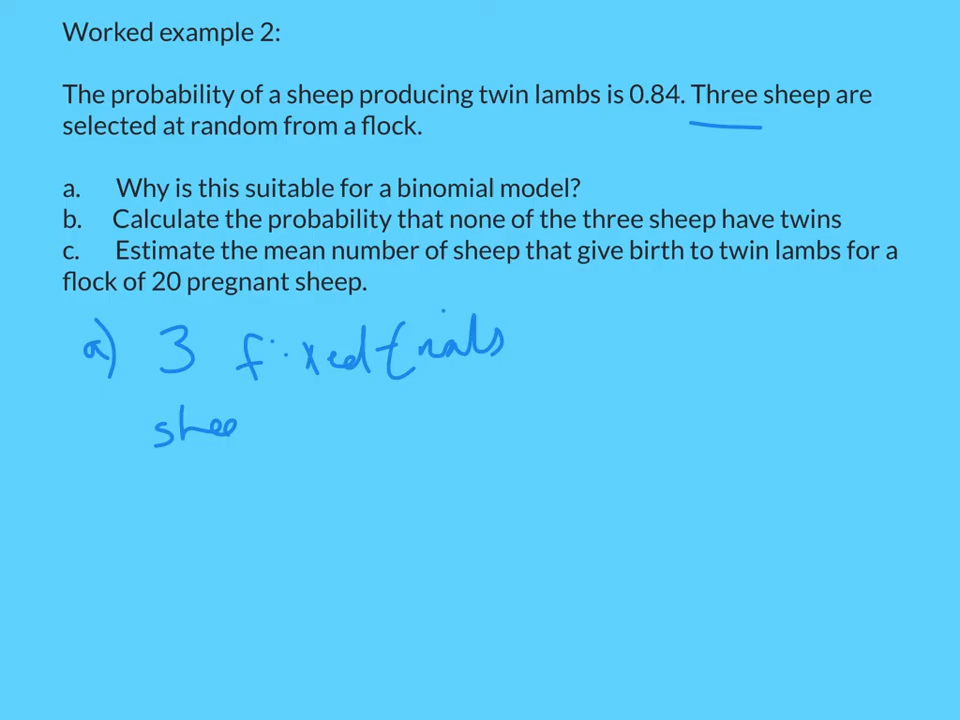 Worked example 2:
The probability of a sheep producing twin lambs is 0.84. Three sheep are
selected at random from a flock.
a. Why is this suitable for a binomial model?
b. Calculate the probability that none of the three sheep have twins
c. Estimate the mean number of sheep that give birth to twin lambs for a
flock of 20 pregnant sheep.
a) 3 fixed trials
shee